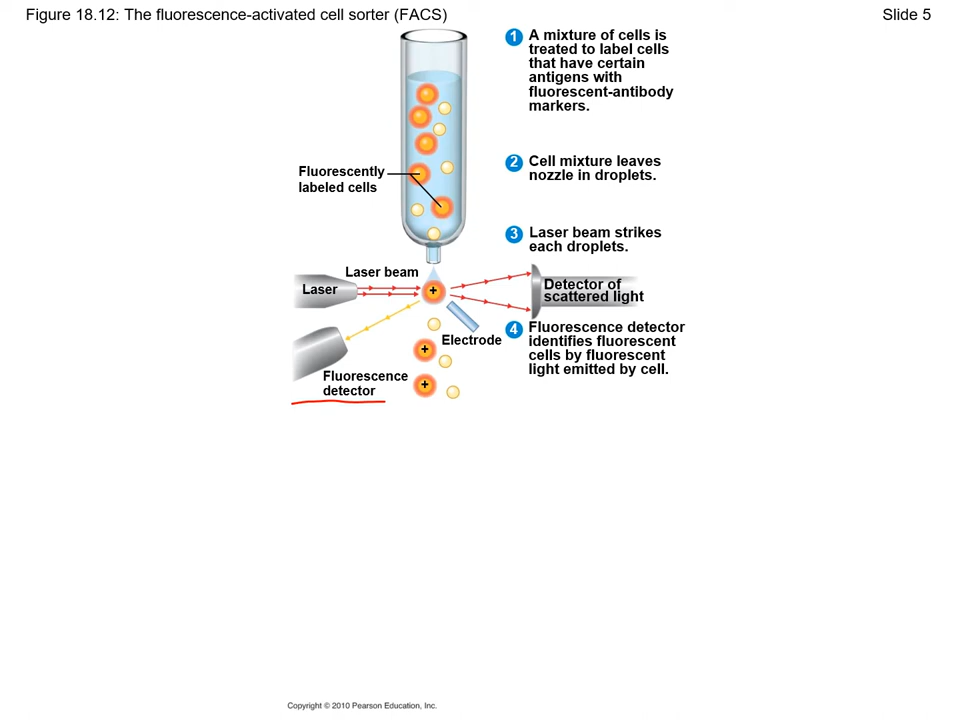 Figure 18.12: The fluorescence-activated cell sorter (FACS)
Slide 5
1 A mixture of cells is
treated to label cells
that have certain
antigens with
fluorescent-antibody
markers.
2 Cell mixture leaves
nozzle in droplets.
Fluorescently
labeled cells
3 Laser beam strikes
each droplets.
Laser beam
Laser
+
Detector of
scattered light
Electrode
4 Fluorescence detector
identifies fluorescent
cells by fluorescent
light emitted by cell.
+
Fluorescence
detector
+
Copyright © 2010 Pearson Education, Inc.